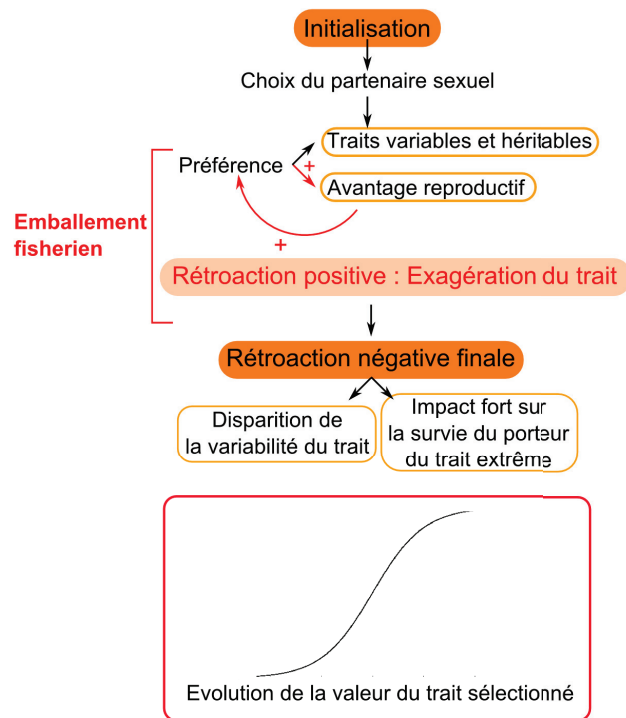 Initialisation
Choix du partenaire sexuel
Traits variables et héritables
Préférence
+
Avantage reproductif
Emballement
fisherien
+
Rétroaction positive : Exagération du trait
Rétroaction négative finale
Disparition de
la variabilité du trait
Impact fort sur
la survie du porteur
du trait extrême
Evolution de la valeur du trait sélectionné